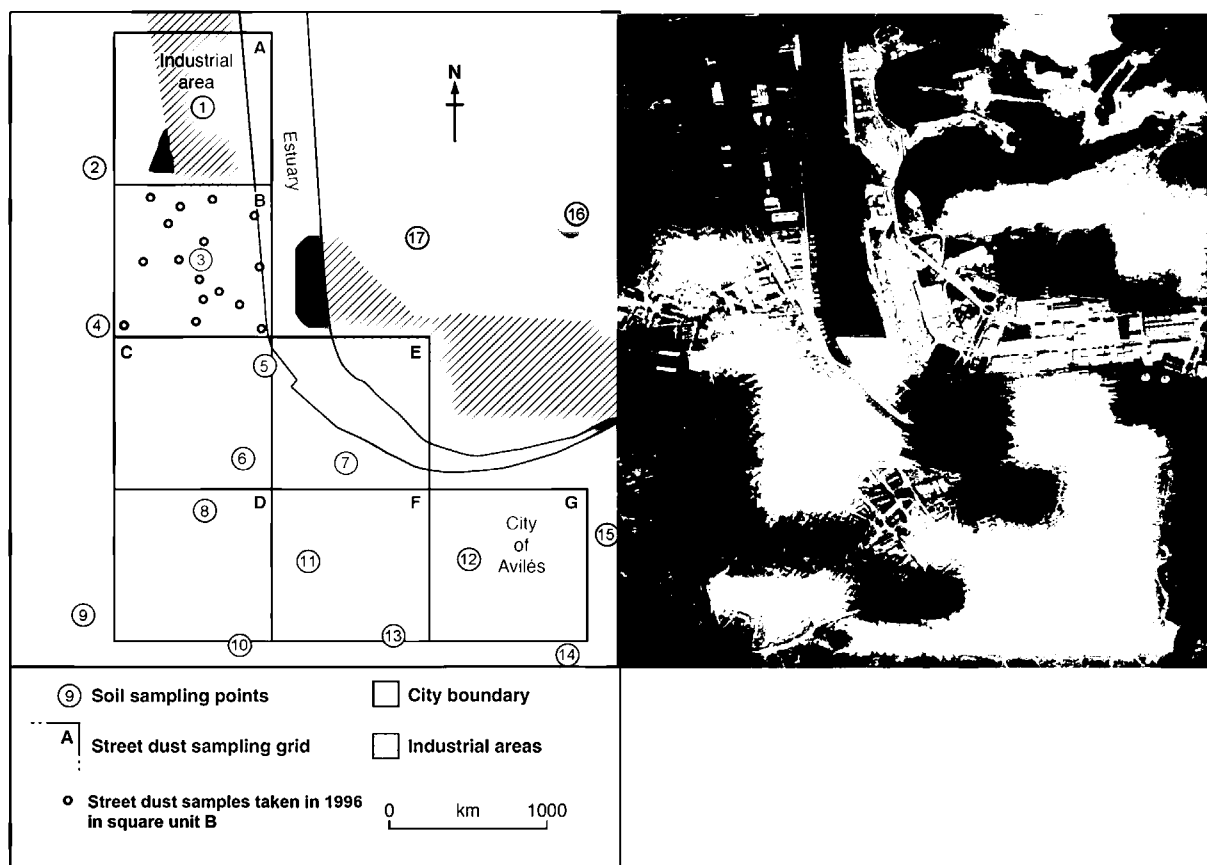 A
Industrial
area
1
N
Estuary
2
B
16
17
3
4
C
E
5
6
7
D
F
G
8
City
of
Avilés
15
11
12
9
10
13
14
9 Soil sampling points
City boundary
A Street dust sampling grid
Industrial areas
Street dust samples taken in 1996
in square unit B
0 km 1000